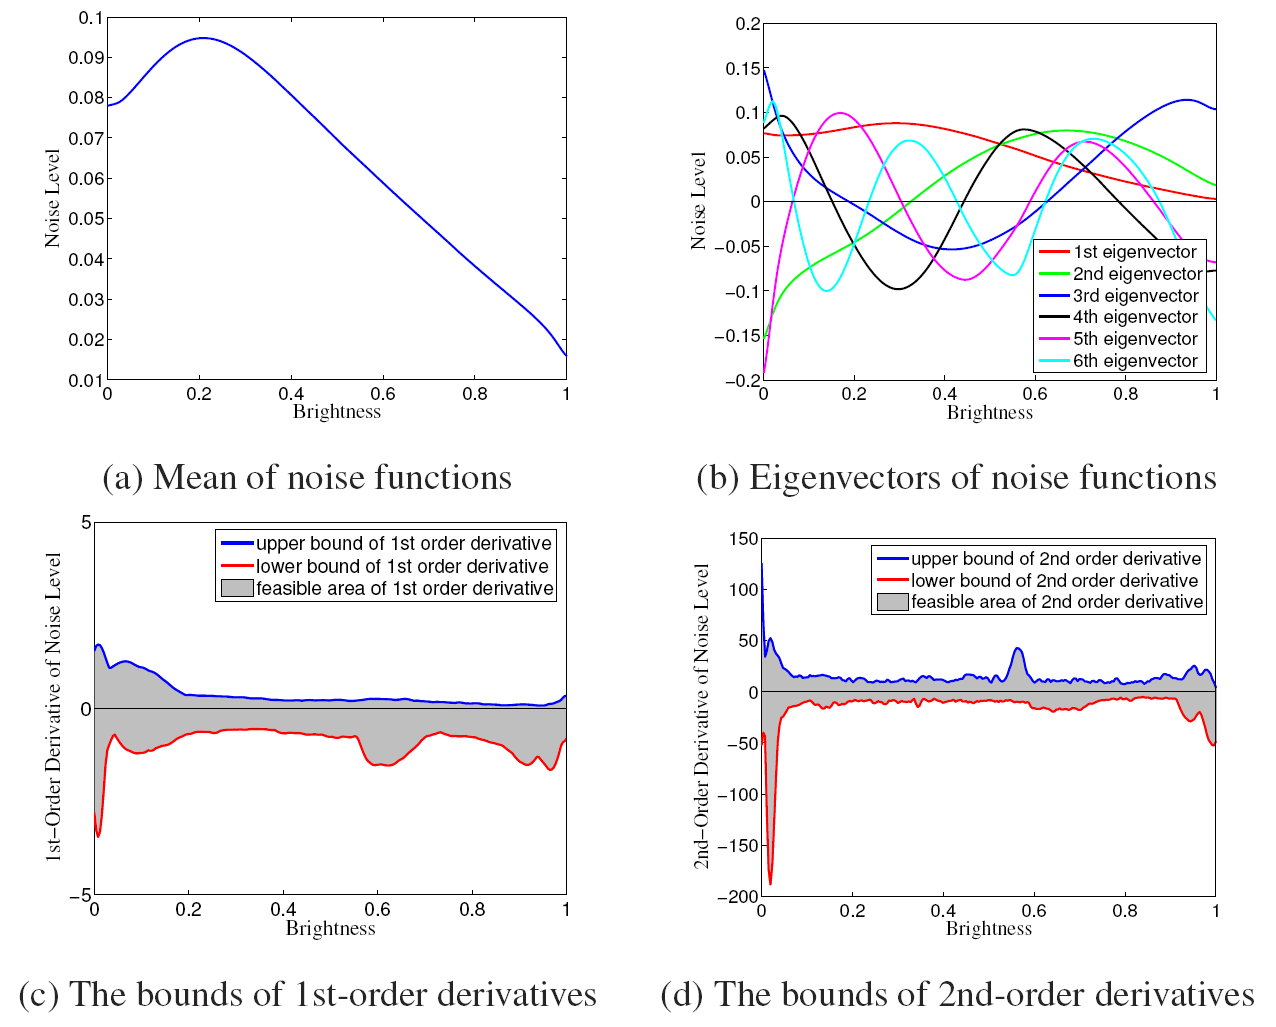 0.1
0.09
0.08
0.07
0.06
0.05
0.04
0.03
0.02
0.01
Noise Level
0 0.2 0.4 0.6 0.8 1
Brightness
(a) Mean of noise functions
0.2
0.15
0.1
0.05
0
−0.05
−0.1
−0.15
−0.2
Noise Level
1st eigenvector
2nd eigenvector
3rd eigenvector
4th eigenvector
5th eigenvector
6th eigenvector
0 0.2 0.4 0.6 0.8 1
Brightness
(b) Eigenvectors of noise functions
5
0
−5
1st−Order Derivative of Noise Level
upper bound of 1st order derivative
lower bound of 1st order derivative
feasible area of 1st order derivative
0 0.2 0.4 0.6 0.8 1
Brightness
(c) The bounds of 1st-order derivatives
150
100
50
0
−50
−100
−150
−200
2nd−Order Derivative of Noise Level
upper bound of 2nd order derivative
lower bound of 2nd order derivative
feasible area of 2nd order derivative
0 0.2 0.4 0.6 0.8 1
Brightness
(d) The bounds of 2nd-order derivatives